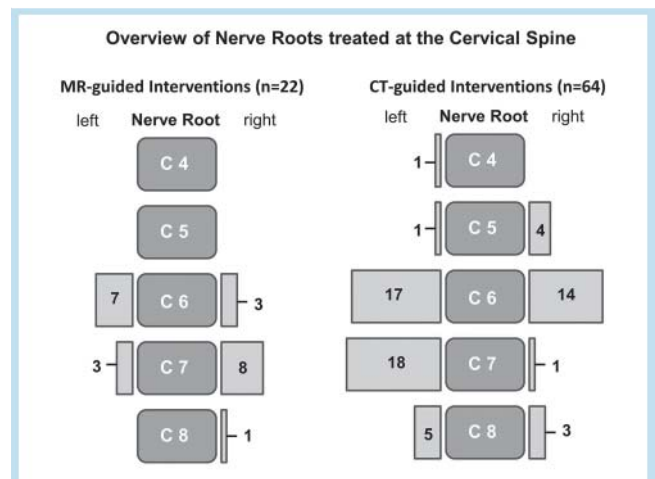 Overview of Nerve Roots treated at the Cervical Spine
MR-guided Interventions (n=22)
left Nerve Root right
C 4
C 5
7 C 6 3
3 C 7 8
C 8 1
CT-guided Interventions (n=64)
left Nerve Root right
1 C 4
1 C 5 4
17 C 6 14
18 C 7 1
5 C 8 3